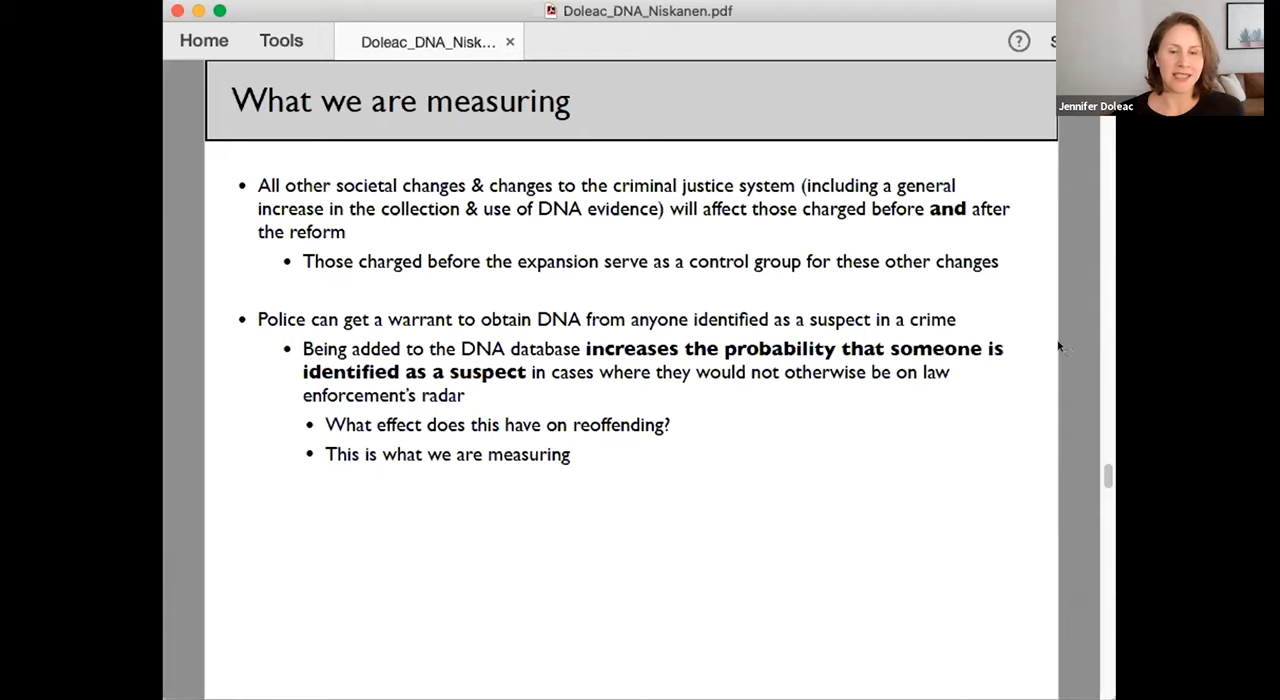 Doleac_DNA_Niskanen.pdf
Home Tools Doleac_DNA_Nisk... × ? S
Jennifer Doleac
What we are measuring
• All other societal changes & changes to the criminal justice system (including a general
increase in the collection & use of DNA evidence) will affect those charged before and after
the reform
• Those charged before the expansion serve as a control group for these other changes
• Police can get a warrant to obtain DNA from anyone identified as a suspect in a crime
• Being added to the DNA database increases the probability that someone is
identified as a suspect in cases where they would not otherwise be on law
enforcement's radar
• What effect does this have on reoffending?
• This is what we are measuring